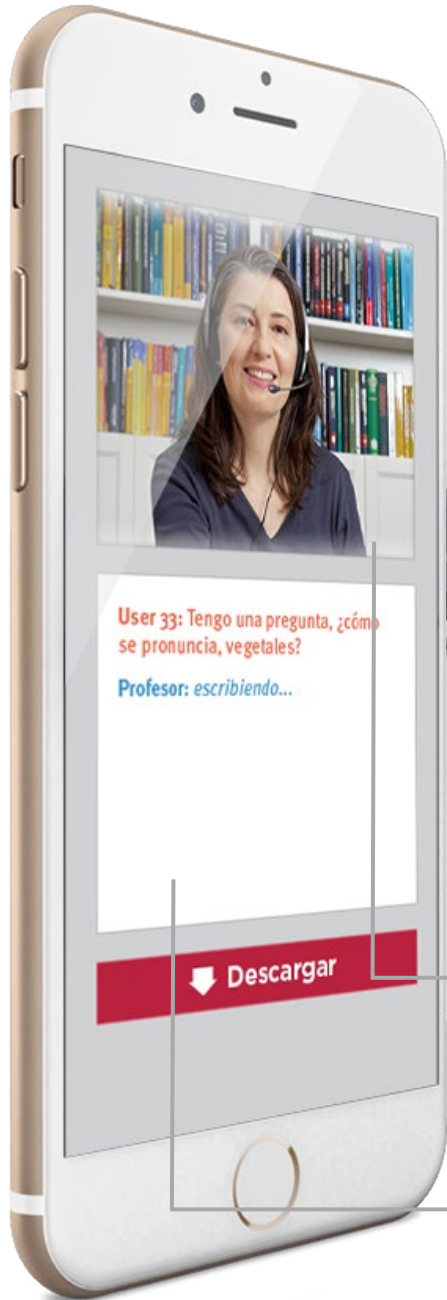 User 33: Tengo una pregunta, ¿cómo
se pronuncia, vegetales?
Profesor: escribiendo...
Descargar